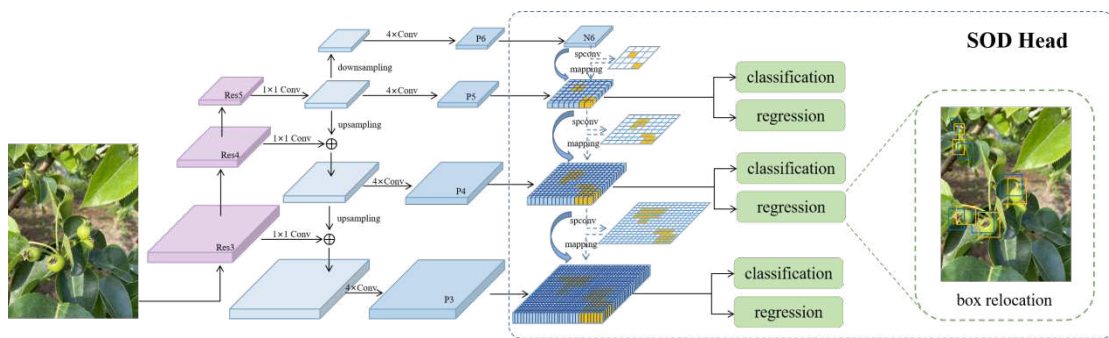 4×Conv
P6
N6
SOD Head
downsampling
spconv
mapping
classification
Res5
1×1 Conv
4×Conv
P5
regression
upsampling
spconv
mapping
Res4
1×1 Conv
4×Conv
P4
classification
regression
upsampling
spconv
mapping
Res3
1×1 Conv
4×Conv
P3
classification
regression
box relocation